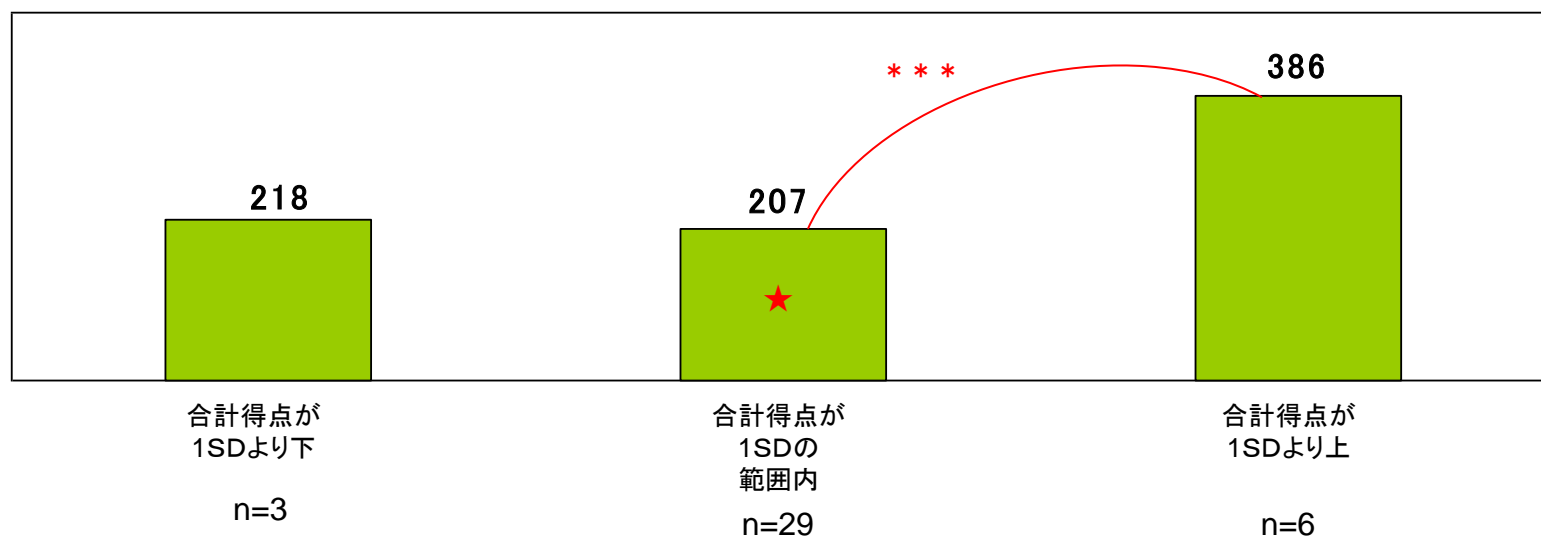 386
***
218
207
★
合計得点が
1SDより下
合計得点が
1SDの
範囲内
合計得点が
1SDより上
n=3
n=29
n=6